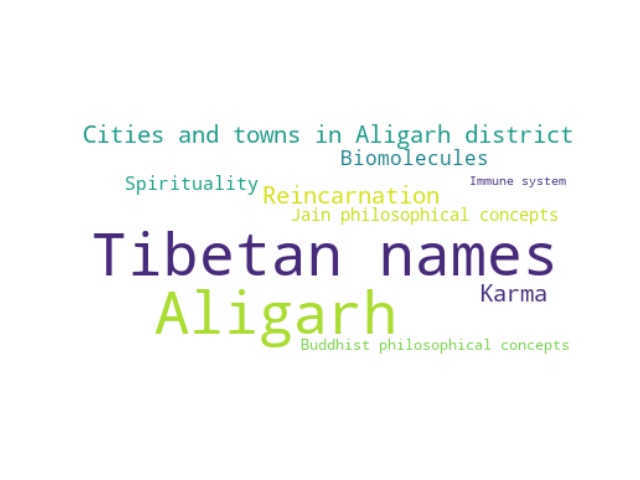 Cities and towns in Aligarh district
Biomolecules
Spirituality
Immune system
Reincarnation
Jain philosophical concepts
Tibetan names
Karma
Aligarh
Buddhist philosophical concepts